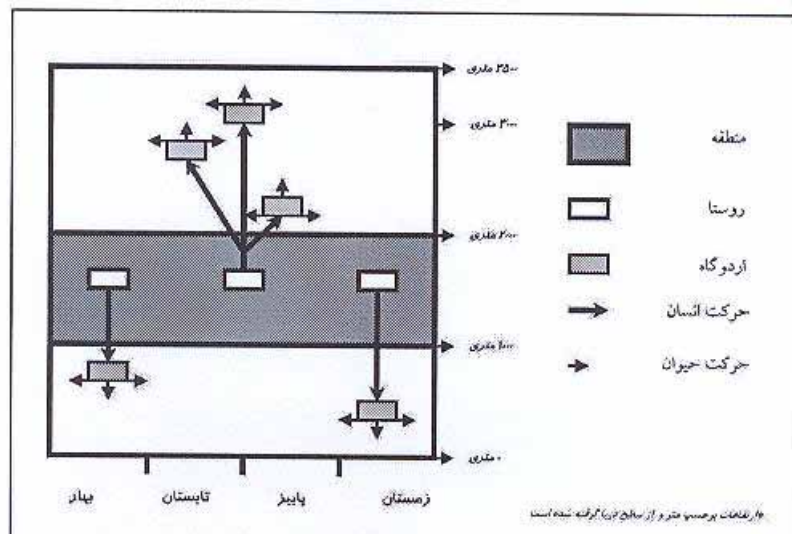 ۳۵۰۰ متری
۳۰۰۰ متری
۲۰۰۰ متری
۱۰۰۰ متری
۰ متری
منطقه
روستا
اردوگاه
حرکت انسان
حرکت حیوان
بهار
تابستان
پاییز
زمستان
ارتفاعات برحسب متر و از سطح دریا گرفته شده است